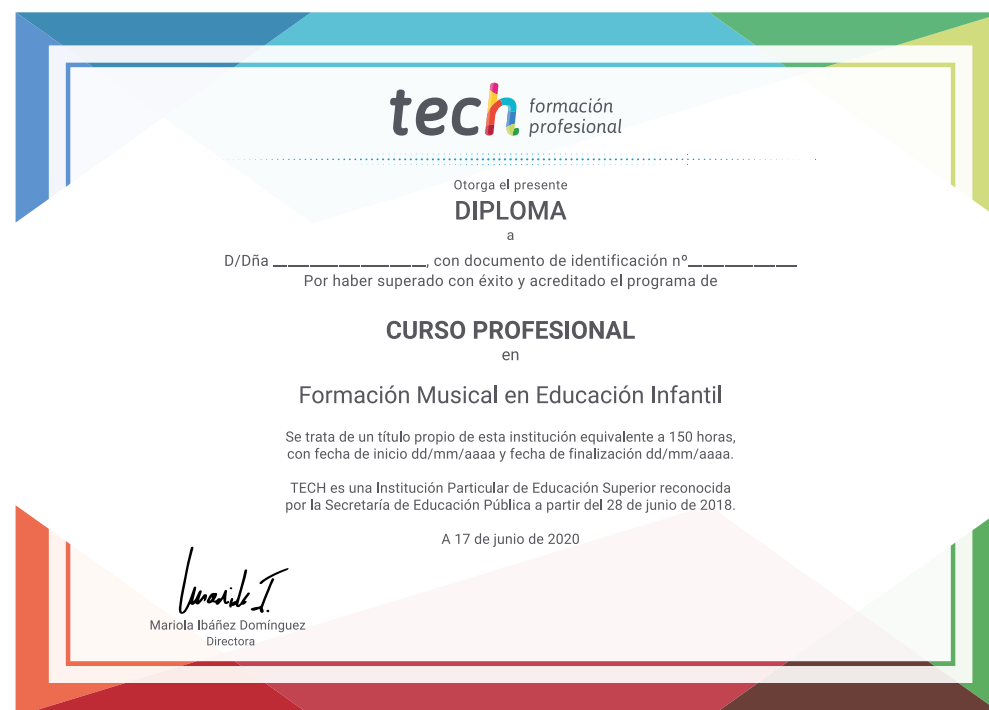 tech formación
profesional
Otorga el presente
DIPLOMA
a
D/Dña ____________________, con documento de identificación nº______________
Por haber superado con éxito y acreditado el programa de
CURSO PROFESIONAL
en
Formación Musical en Educación Infantil
Se trata de un título propio de esta institución equivalente a 150 horas,
con fecha de inicio dd/mm/aaaa y fecha de finalización dd/mm/aaaa.
TECH es una Institución Particular de Educación Superior reconocida
por la Secretaría de Educación Pública a partir del 28 de junio de 2018.
A 17 de junio de 2020
Mariola Ibáñez Domínguez
Directora